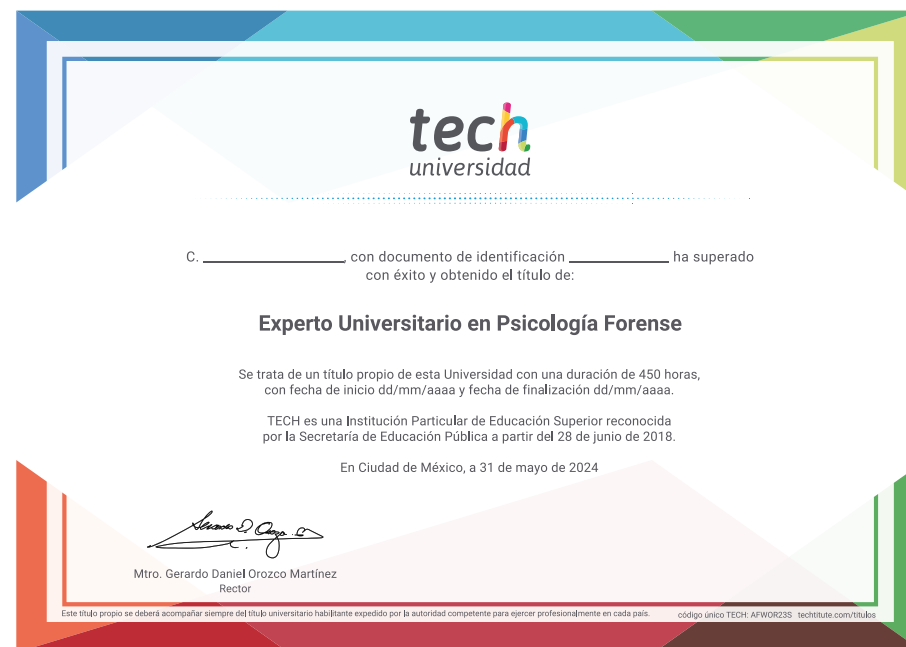 tech
universidad
C. ____________________, con documento de identificación ______________ ha superado
con éxito y obtenido el título de:
Experto Universitario en Psicología Forense
Se trata de un título propio de esta Universidad con una duración de 450 horas,
con fecha de inicio dd/mm/aaaa y fecha de finalización dd/mm/aaaa.
TECH es una Institución Particular de Educación Superior reconocida
por la Secretaría de Educación Pública a partir del 28 de junio de 2018.
En Ciudad de México, a 31 de mayo de 2024
Mtro. Gerardo Daniel Orozco Martínez
Rector
Este título propio se deberá acompañar siempre del título universitario habilitante expedido por la autoridad competente para ejercer profesionalmente en cada país.
código único TECH: AFWOR23S techtitute.com/titulos